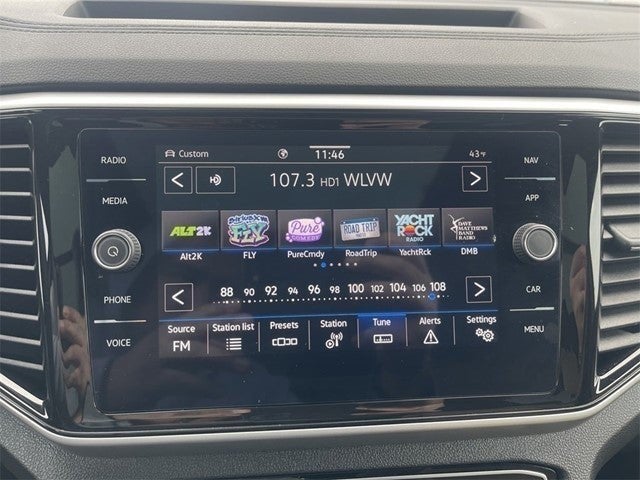 Custom
11:46
43°F
RADIO
NAV
107.3 HD1 WLVW
MEDIA
APP
ALT2K
FLY
Pure
COMEDY
ROAD TRIP
RADIO
YACHT
ROCK
RADIO
DAVE
MATTHEWS
BAND
RADIO
Alt2K
FLY
PureCmdy
RoadTrip
YachtRck
DMB
PHONE
CAR
88 90 92 94 96 98 100 102 104 106 108
VOICE
MENU
Source
Station list
Presets
Station
Tune
Alerts
Settings
FM